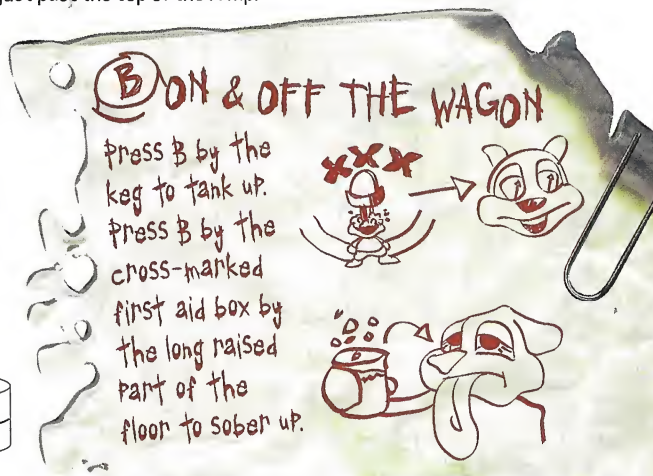 B ON & OFF THE WAGON
Press B by the
keg to tank up.
Press B by the
cross-marked
first aid box by
the long raised
part of the
floor to sober up.
XXX